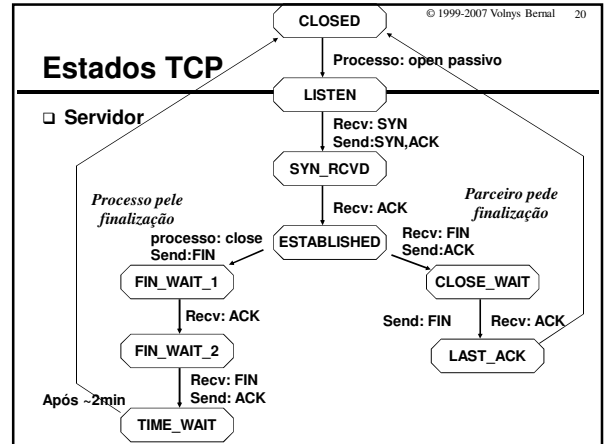 © 1999-2007 Volnys Bernal 20
CLOSED
Estados TCP
Processo: open passivo
LISTEN
❑ Servidor
Recv: SYN
Send:SYN,ACK
SYN_RCVD
Processo pele
finalização
Parceiro pede
finalização
Recv: ACK
processo: close
Send:FIN
ESTABLISHED
Recv: FIN
Send:ACK
FIN_WAIT_1
CLOSE_WAIT
Recv: ACK
Send: FIN
Recv: ACK
FIN_WAIT_2
LAST_ACK
Recv: FIN
Send: ACK
Após ~2min
TIME_WAIT